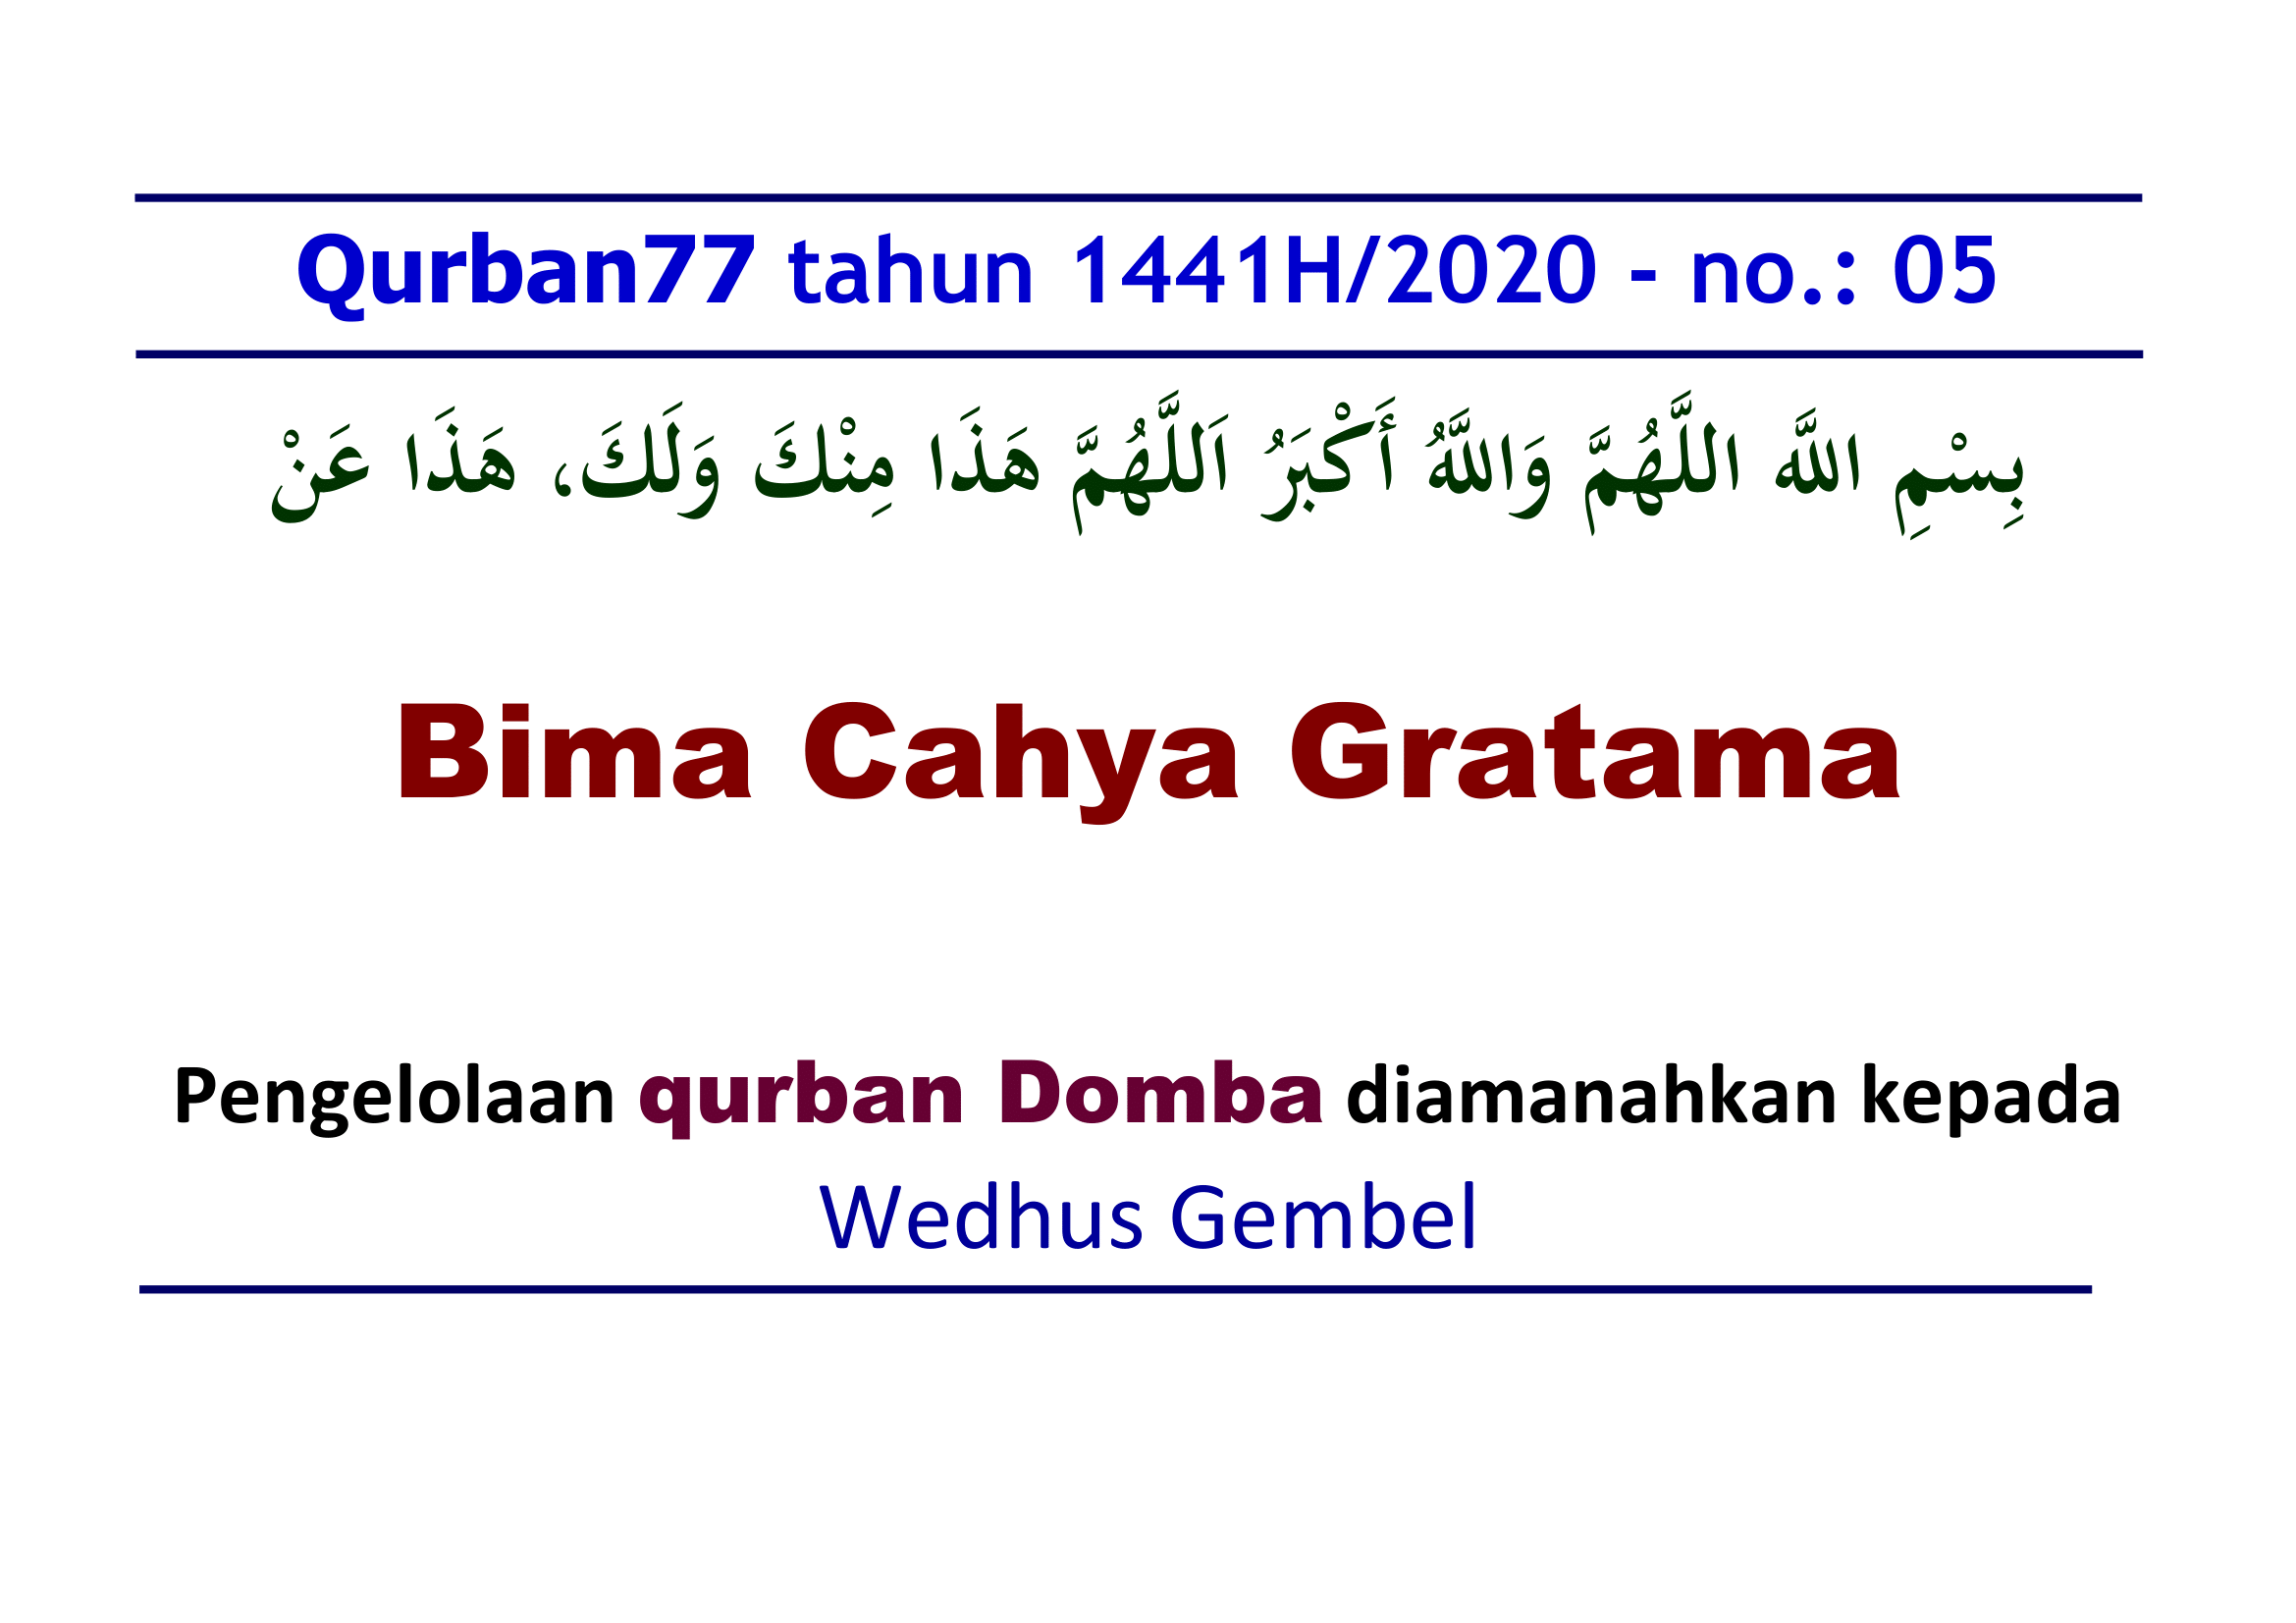 Qurban77 tahun 1441H/2020 - no.: 05
بِسْمِ اللَّه اَللَّهُمَّ وَاللَّهُ أَكْبَرُ اَللَّهُمَّ هَذَا مِنْكَ وَلَكَ، هَذَا عَنْ
Bima Cahya Gratama
Pengelolaan qurban Domba diamanahkan kepada
Wedhus Gembel